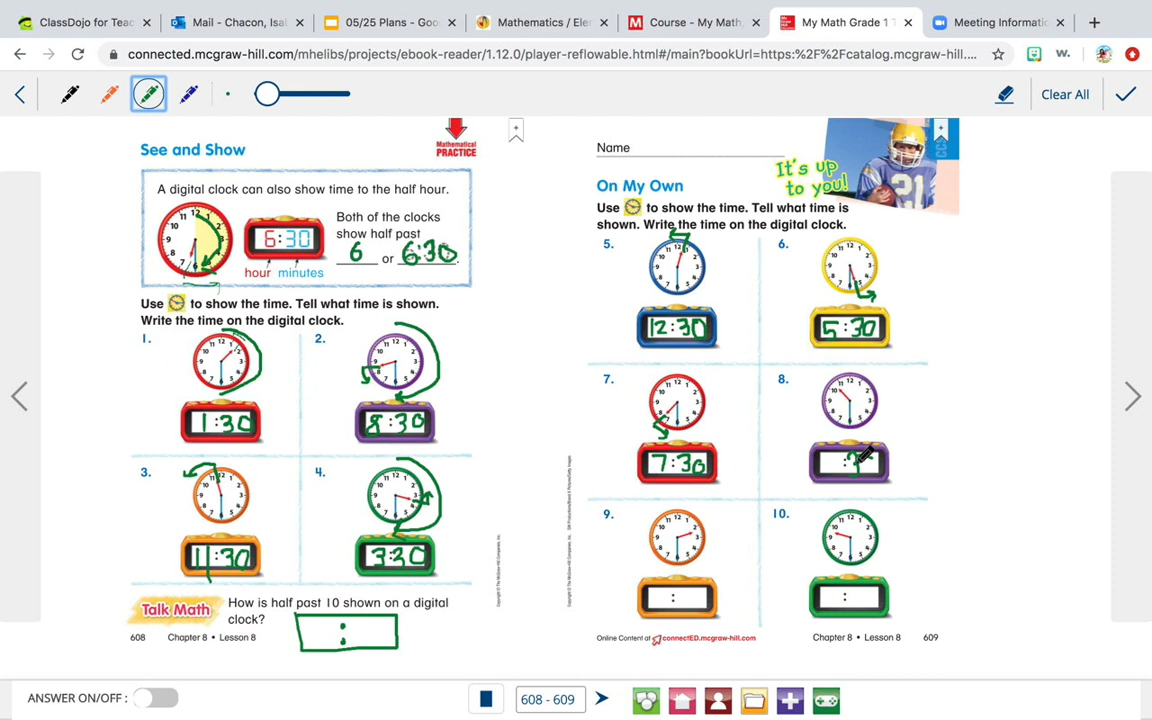 ClassDojo for Teac
Mail - Chacon, Isal
05/25 Plans - Goo
Mathematics / Elen
Course - My Math,
My Math Grade 1 T
Meeting Informatic
connected.mcgraw-hill.com/mhelibs/projects/ebook-reader/1.12.0/player-reflowable.html#/main?bookUrl=https:%2F%2Fcatalog.mcgraw-hill....
Clear All
See and Show
Mathematical
PRACTICE
A digital clock can also show time to the half hour.
6:30
Both of the clocks
show half past
6 or 6:30.
hour minutes
Use to show the time. Tell what time is shown.
Write the time on the digital clock.
1.
1:30
2.
8:30
3.
11:30
4.
3:30
Talk Math
How is half past 10 shown on a digital
clock?
:
608 Chapter 8 • Lesson 8
Name
It's up
to you!
21
On My Own
Use to show the time. Tell what time is
shown. Write the time on the digital clock.
5.
12:30
6.
5:30
7.
7:30
8.
:3
9.
:
10.
:
Online Content at connectED.mcgraw-hill.com
Chapter 8 • Lesson 8 609
ANSWER ON/OFF :
608 - 609